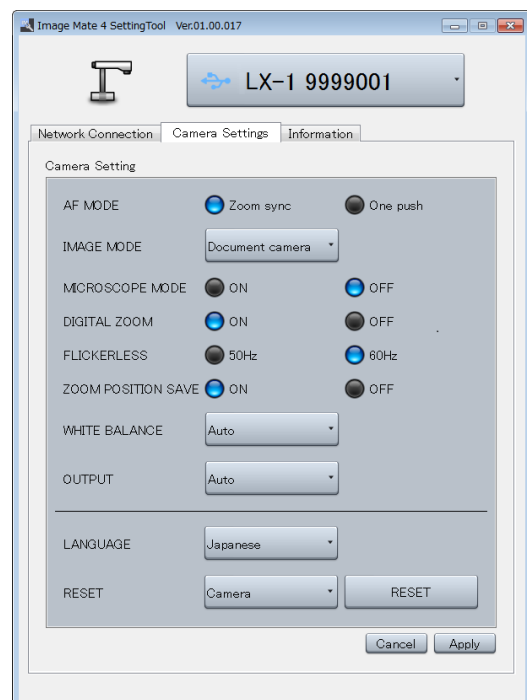 Image Mate 4 SettingTool Ver.01.00.017
LX-1 9999001
Network Connection Camera Settings Information
Camera Setting
AF MODE Zoom sync One push
IMAGE MODE Document camera
MICROSCOPE MODE ON OFF
DIGITAL ZOOM ON OFF
FLICKERLESS 50Hz 60Hz
ZOOM POSITION SAVE ON OFF
WHITE BALANCE Auto
OUTPUT Auto
LANGUAGE Japanese
RESET Camera RESET
Cancel Apply